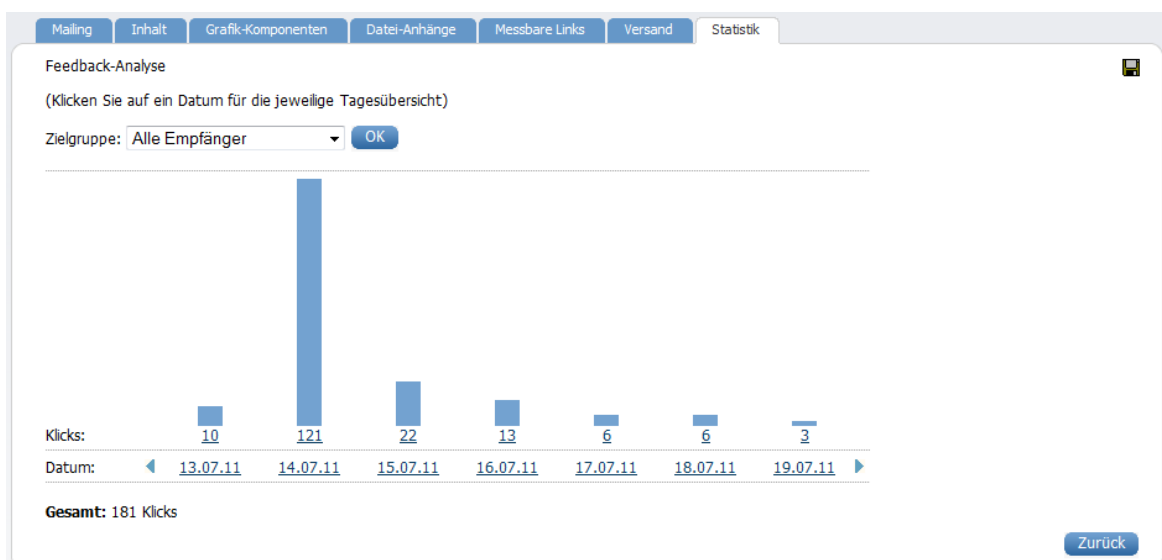 Mailing Inhalt Grafik-Komponenten Datei-Anhänge Messbare Links Versand Statistik
Feedback-Analyse
(Klicken Sie auf ein Datum für die jeweilige Tagesübersicht)
Zielgruppe: Alle Empfänger OK
Klicks: 10 121 22 13 6 6 3
Datum: 13.07.11 14.07.11 15.07.11 16.07.11 17.07.11 18.07.11 19.07.11
Gesamt: 181 Klicks
Zurück